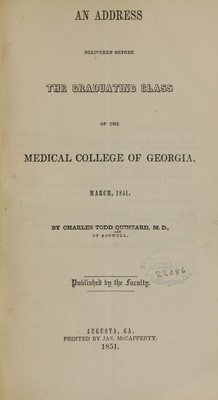 AN ADDRESS
DELIVERED BEFORE
THE GRADUATING CLASS
OF THE
MEDICAL COLLEGE OF GEORGIA,
MARCH, 1851.
BY CHARLES TODD QUINTARD, M. D.,
OF ROSWELL.
22086
Published by the Faculty.
AUGUSTA, GA.
PRINTED BY JAS. McCAFFERTY.
1851.